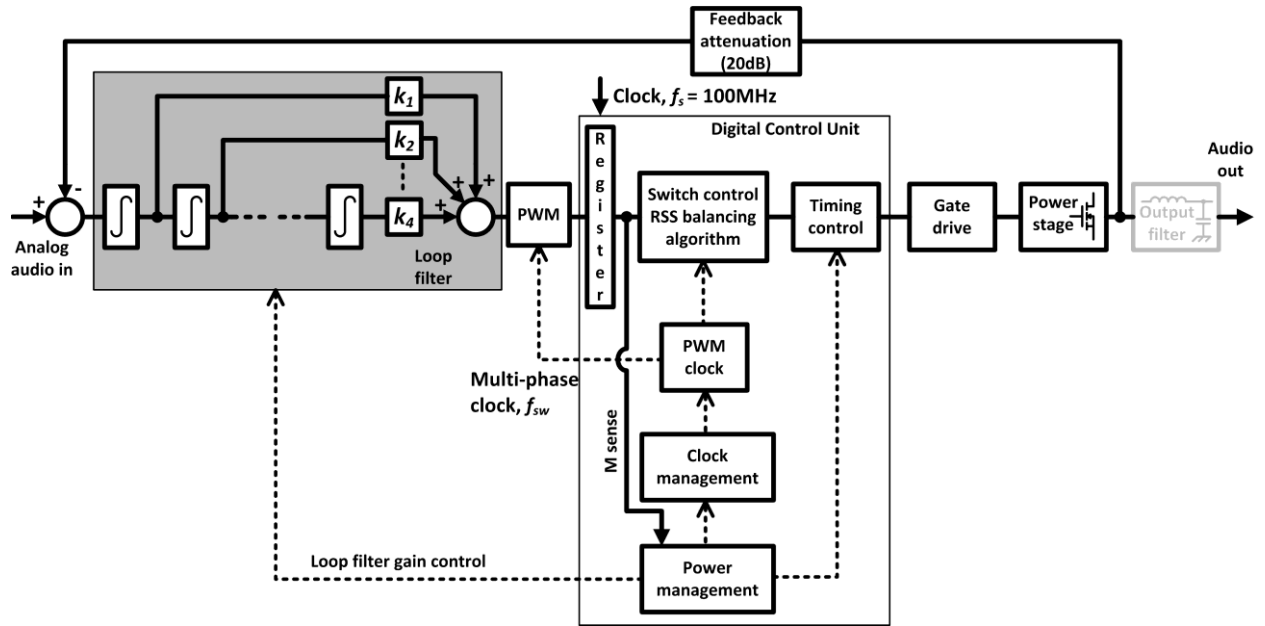 Feedback
attenuation
(20dB)
k1
Clock, fs = 100MHz
Digital Control Unit
k2
Audio
out
+
+
+
-
+
∫
∫
∫
k4
+
PWM
Register
Switch control
RSS balancing
algorithm
Timing
control
Gate
drive
Power
stage
Output
filter
Analog
audio in
Loop
filter
PWM
clock
Multi-phase
clock, fsw
M sense
Clock
management
Loop filter gain control
Power
management